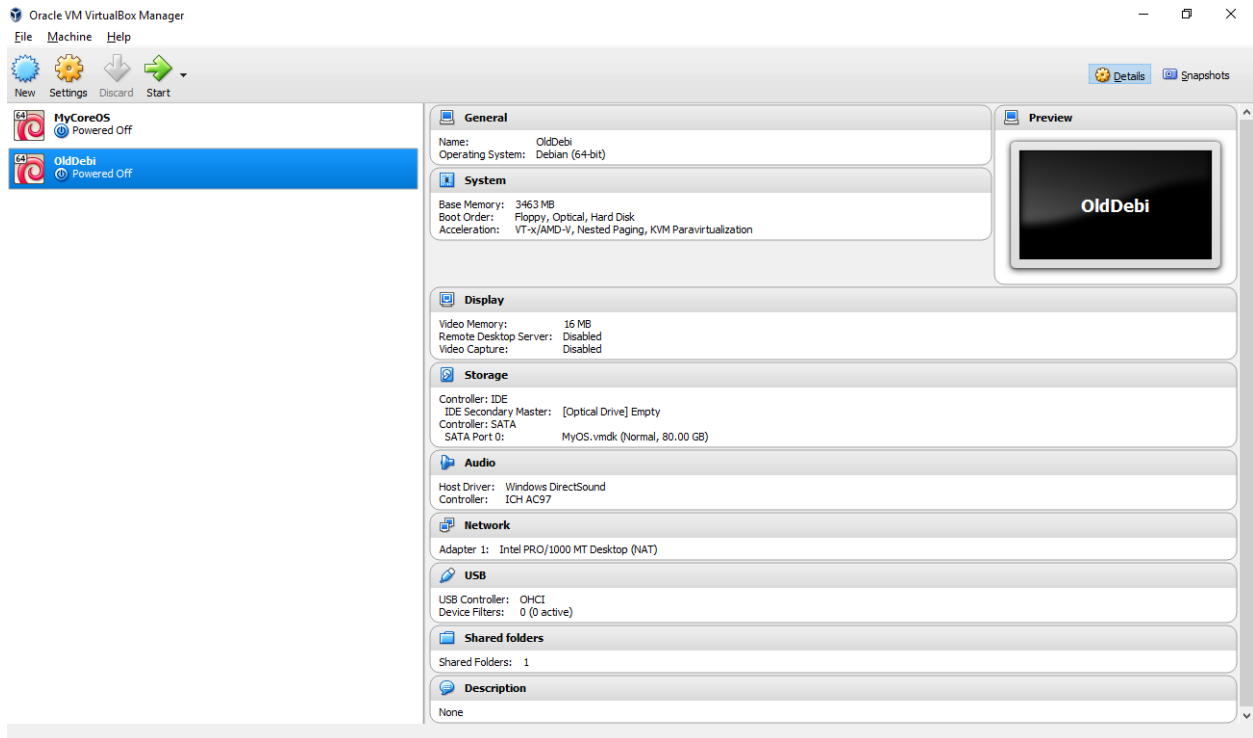 Oracle VM VirtualBox Manager
File Machine Help
New Settings Discard Start
Details Snapshots
64 MyCoreOS
Powered Off
64 OldDebi
Powered Off
General
Name: OldDebi
Operating System: Debian (64-bit)
System
Base Memory: 3463 MB
Boot Order: Floppy, Optical, Hard Disk
Acceleration: VT-x/AMD-V, Nested Paging, KVM Paravirtualization
Preview
OldDebi
Display
Video Memory: 16 MB
Remote Desktop Server: Disabled
Video Capture: Disabled
Storage
Controller: IDE
IDE Secondary Master: [Optical Drive] Empty
Controller: SATA
SATA Port 0: MyOS.vmdk (Normal, 80.00 GB)
Audio
Host Driver: Windows DirectSound
Controller: ICH AC97
Network
Adapter 1: Intel PRO/1000 MT Desktop (NAT)
USB
USB Controller: OHCI
Device Filters: 0 (0 active)
Shared folders
Shared Folders: 1
Description
None